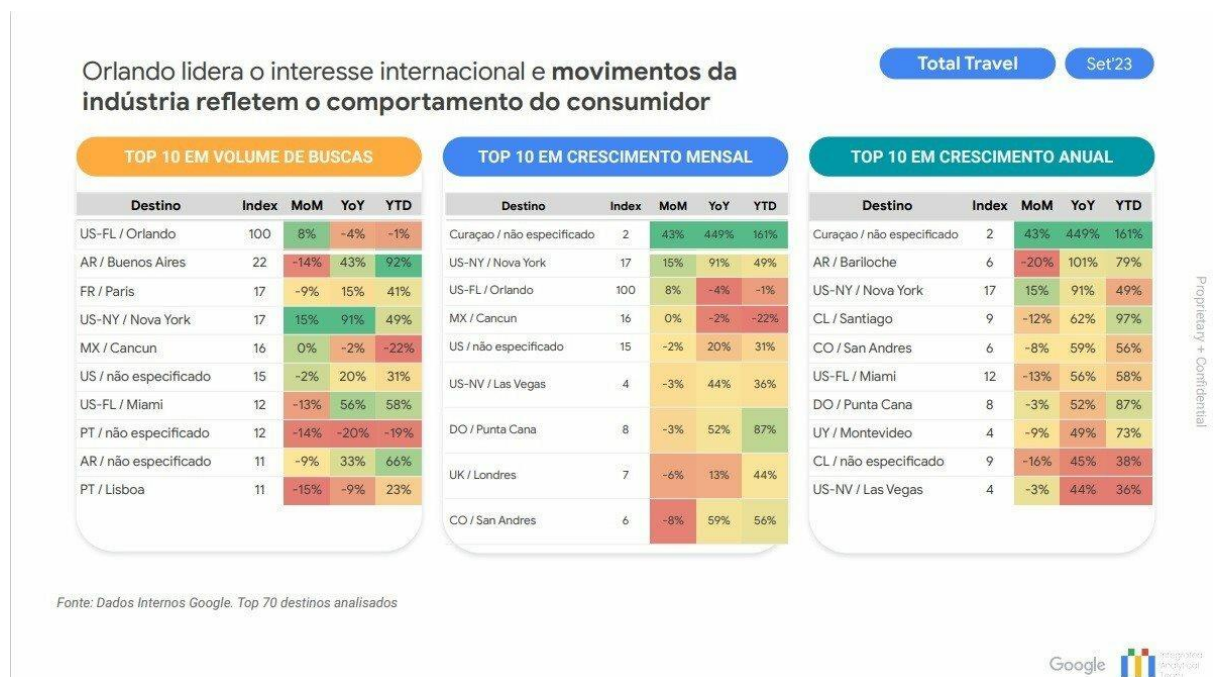 Orlando lidera o interesse internacional e movimentos da
indústria refletem o comportamento do consumidor
Total Travel
Set'23
TOP 10 EM VOLUME DE BUSCAS
Destino Index MoM YoY YTD
US-FL / Orlando 100 8% -4% -1%
AR / Buenos Aires 22 -14% 43% 92%
FR / Paris 17 -9% 15% 41%
US-NY / Nova York 17 15% 91% 49%
MX / Cancun 16 0% -2% -22%
US / não especificado 15 -2% 20% 31%
US-FL / Miami 12 -13% 56% 58%
PT / não especificado 12 -14% -20% -19%
AR / não especificado 11 -9% 33% 66%
PT / Lisboa 11 -15% -9% 23%
TOP 10 EM CRESCIMENTO MENSAL
Destino Index MoM YoY YTD
Curaçao / não especificado 2 43% 449% 161%
US-NY / Nova York 17 15% 91% 49%
US-FL / Orlando 100 8% -4% -1%
MX / Cancun 16 0% -2% -22%
US / não especificado 15 -2% 20% 31%
US-NV / Las Vegas 4 -3% 44% 36%
DO / Punta Cana 8 -3% 52% 87%
UK / Londres 7 -6% 13% 44%
CO / San Andres 6 -8% 59% 56%
TOP 10 EM CRESCIMENTO ANUAL
Destino Index MoM YoY YTD
Curaçao / não especificado 2 43% 449% 161%
AR / Bariloche 6 -20% 101% 79%
US-NY / Nova York 17 15% 91% 49%
CL / Santiago 9 -12% 62% 97%
CO / San Andres 6 -8% 59% 56%
US-FL / Miami 12 -13% 56% 58%
DO / Punta Cana 8 -3% 52% 87%
UY / Montevideo 4 -9% 49% 73%
CL / não especificado 9 -16% 45% 38%
US-NV / Las Vegas 4 -3% 44% 36%
Proprietary + Confidential
Fonte: Dados Internos Google. Top 70 destinos analisados
Google